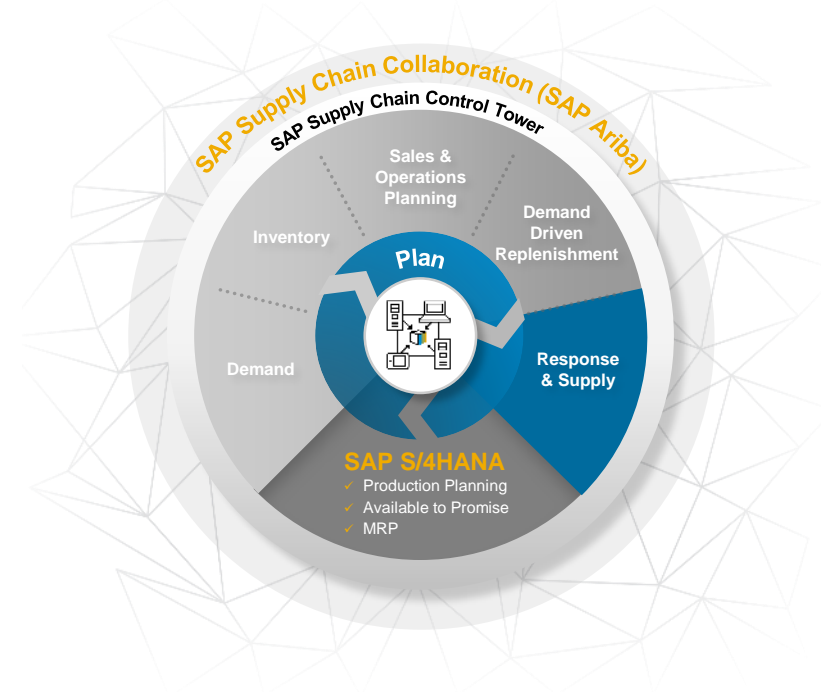 SAP Supply Chain Collaboration (SAP Ariba)
SAP Supply Chain Control Tower
Sales &
Operations
Planning
Inventory
Demand
Driven
Replenishment
Plan
Demand
Response
& Supply
SAP S/4HANA
✓ Production Planning
✓ Available to Promise
✓ MRP